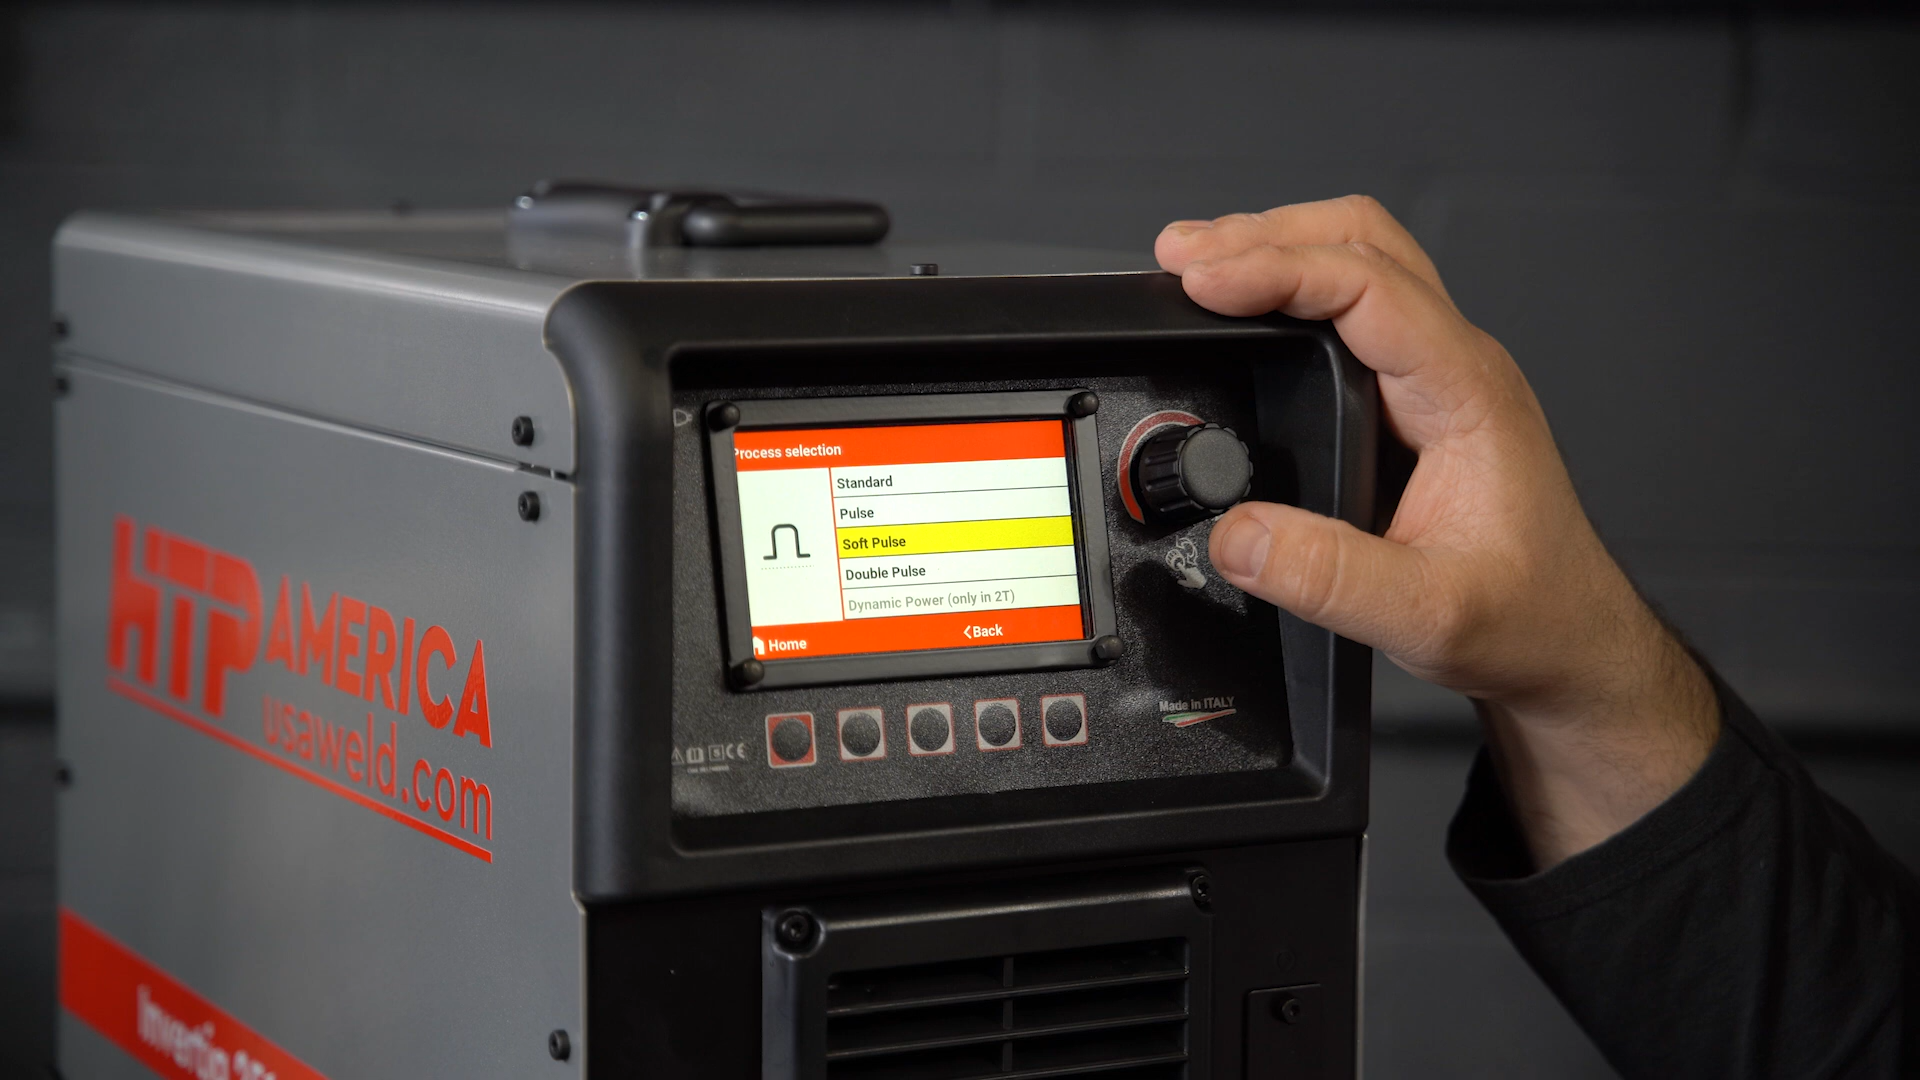 HTP AMERICA
usaweld.com
Process selection
Standard
Pulse
Soft Pulse
Double Pulse
Dynamic Power (only in 2T)
Home
Back
Made in ITALY
CE